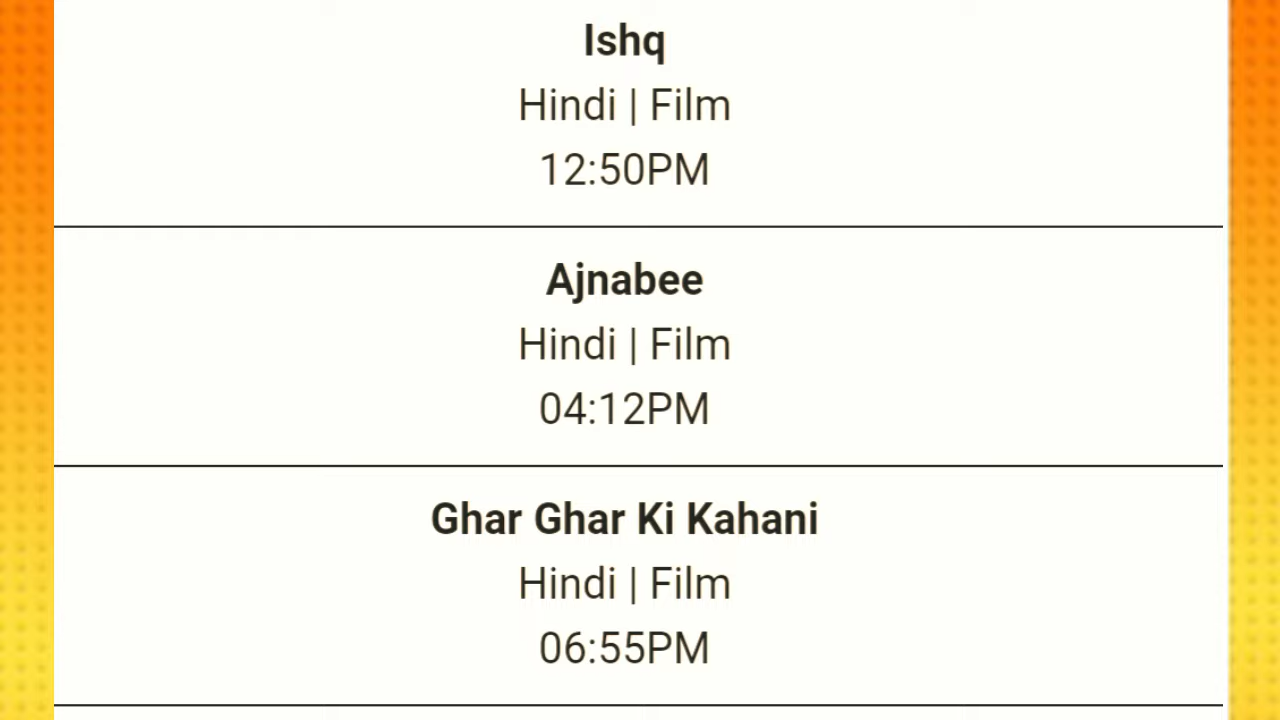 Ishq
Hindi | Film
12:50PM
Ajnabee
Hindi | Film
04:12PM
Ghar Ghar Ki Kahani
Hindi | Film
06:55PM